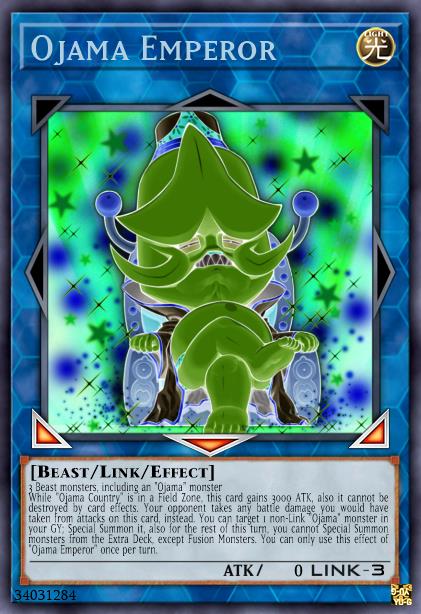 OJAMA EMPEROR
LIGHT
光
[BEAST/LINK/EFFECT]
3 Beast monsters, including an "Ojama" monster
While "Ojama Country" is in a Field Zone, this card gains 3000 ATK, also it cannot be
destroyed by card effects. Your opponent takes any battle damage you would have
taken from attacks on this card, instead. You can target 1 non-Link "Ojama" monster in
your GY; Special Summon it, also for the rest of this turn, you cannot Special Summon
monsters from the Extra Deck, except Fusion Monsters. You can only use this effect of
"Ojama Emperor" once per turn.
ATK/ 0 LINK-3
34031284